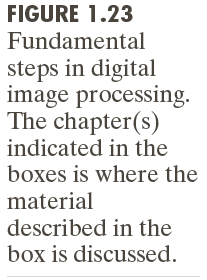 FIGURE 1.23
Fundamental
steps in digital
image processing.
The chapter(s)
indicated in the
boxes is where the
material
described in the
box is discussed.